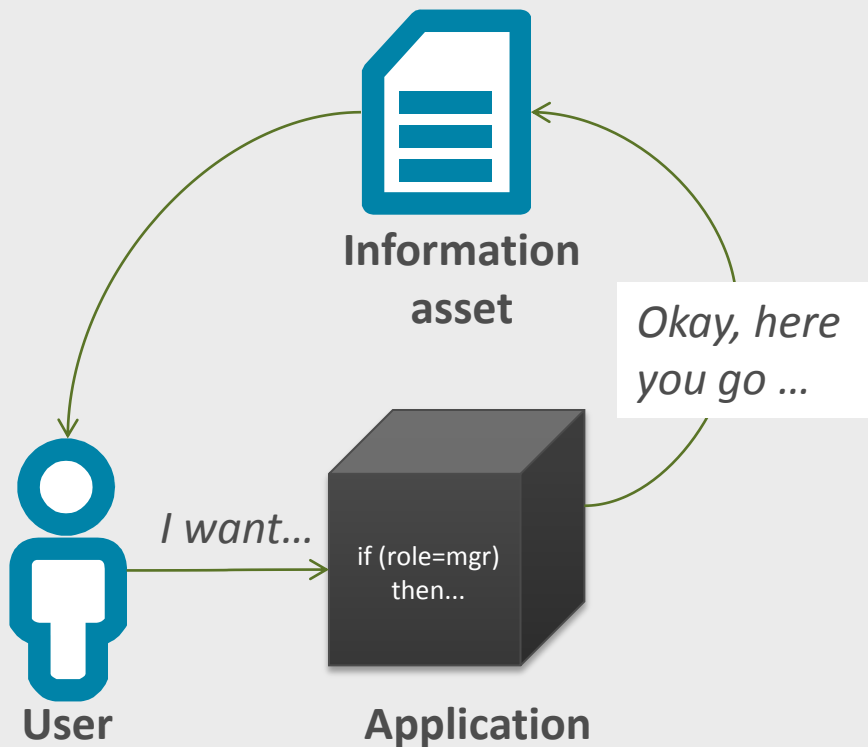 Information
asset
Okay, here
you go ...
I want...
if (role=mgr)
then...
User
Application